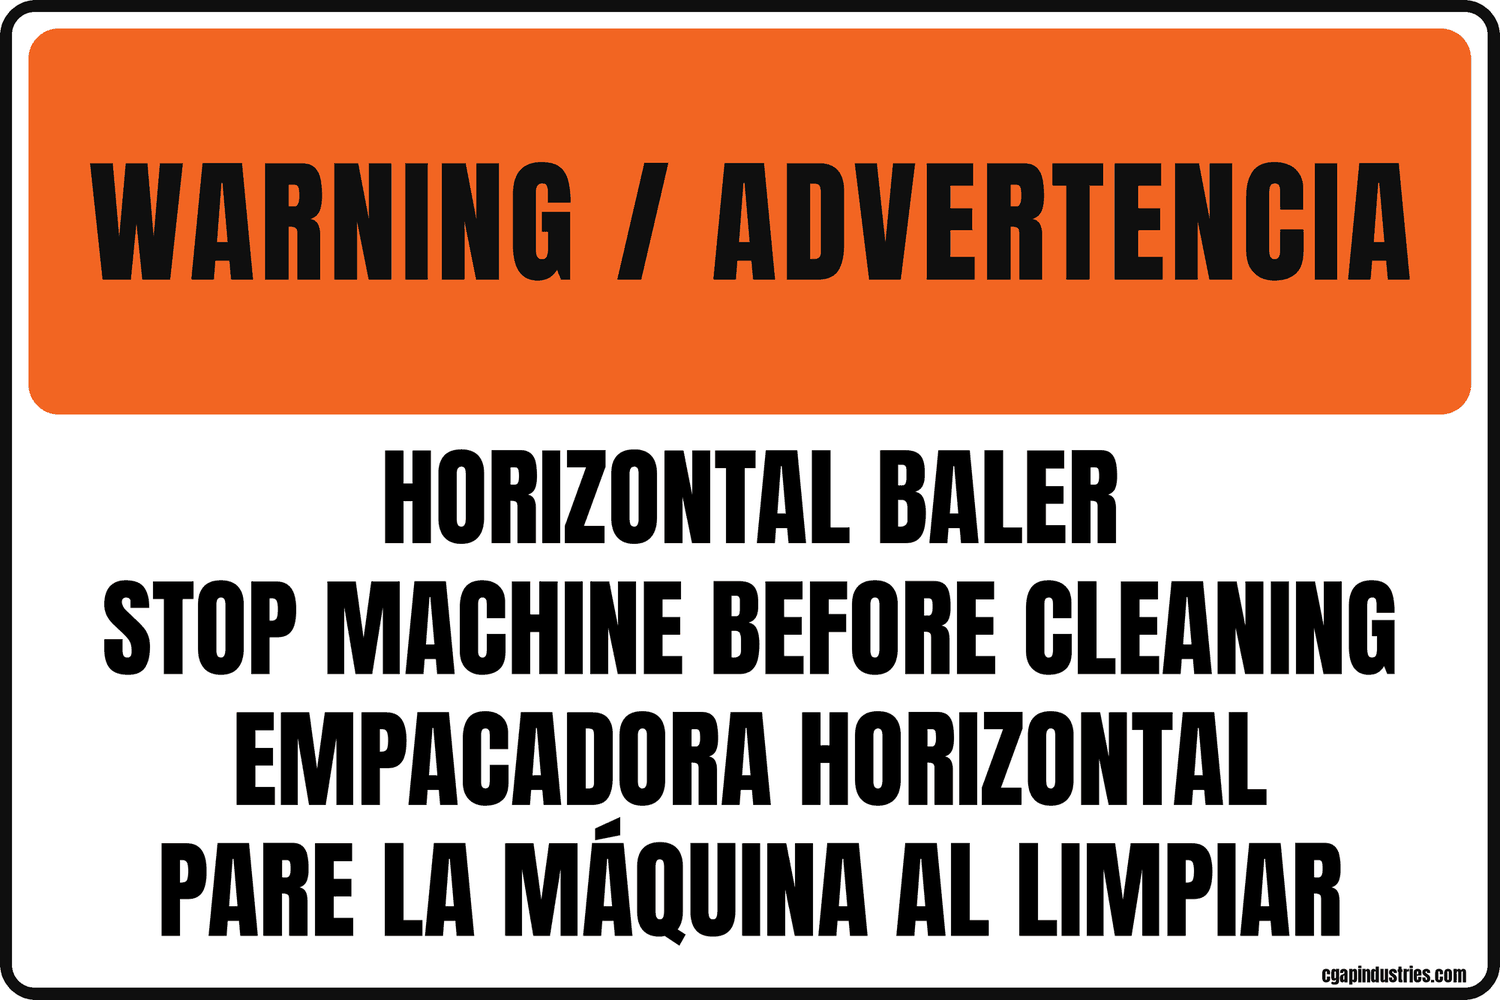 WARNING / ADVERTENCIA
HORIZONTAL BALER
STOP MACHINE BEFORE CLEANING
EMPACADORA HORIZONTAL
PARE LA MÁQUINA AL LIMPIAR
cgapindustries.com